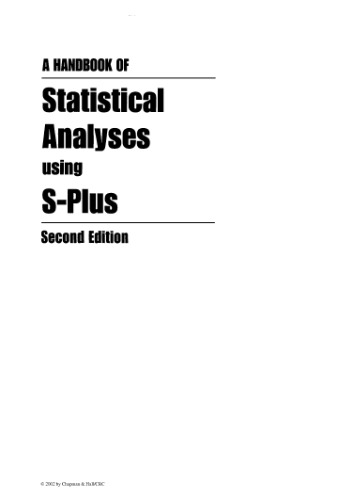 A HANDBOOK OF
Statistical
Analyses
using
S-Plus
Second Edition
© 2002 by Chapman & Hall/CRC